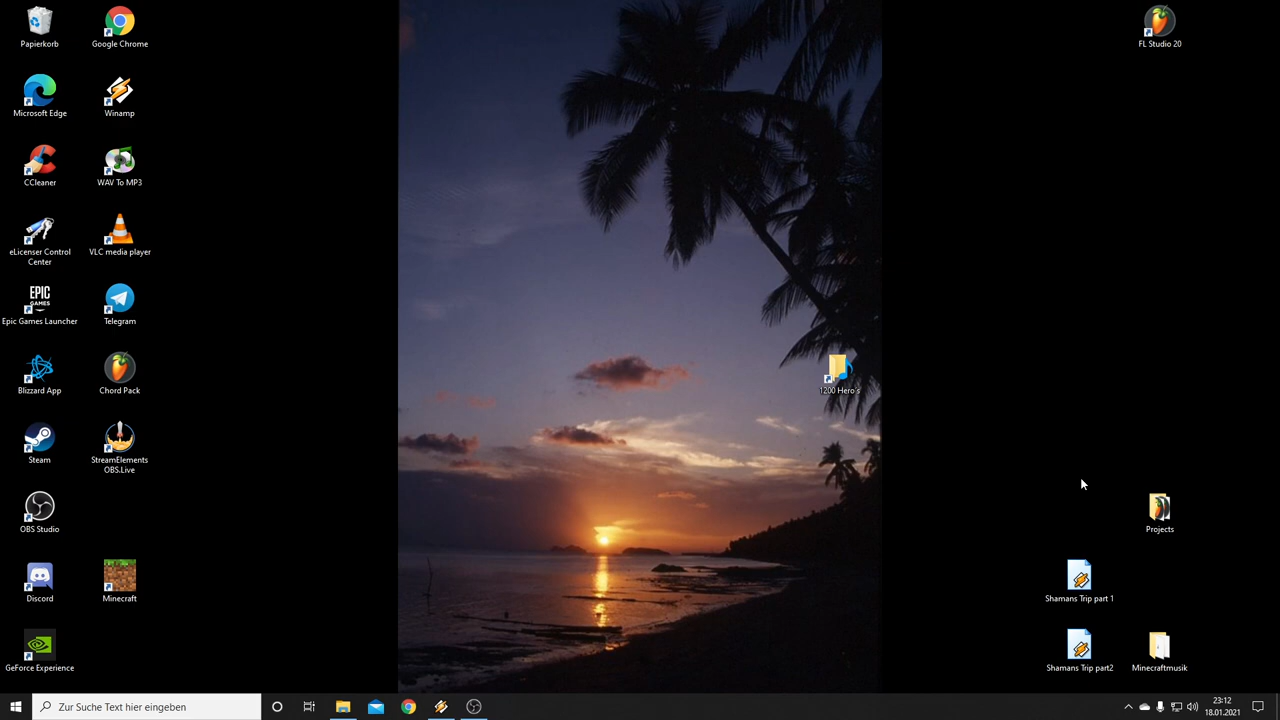 Papierkorb
Google Chrome
FL Studio 20
Microsoft Edge
Winamp
CCleaner
WAV To MP3
eLicenser Control
Center
VLC media player
EPIC
GAMES
Epic Games Launcher
Telegram
Blizzard App
Chord Pack
1200 Hero's
Steam
StreamElements
OBS.Live
OBS Studio
Projects
Discord
Minecraft
Shamans Trip part 1
GeForce Experience
Shamans Trip part2
Minecraftmusik
Zur Suche Text hier eingeben
23:12
18.01.2021